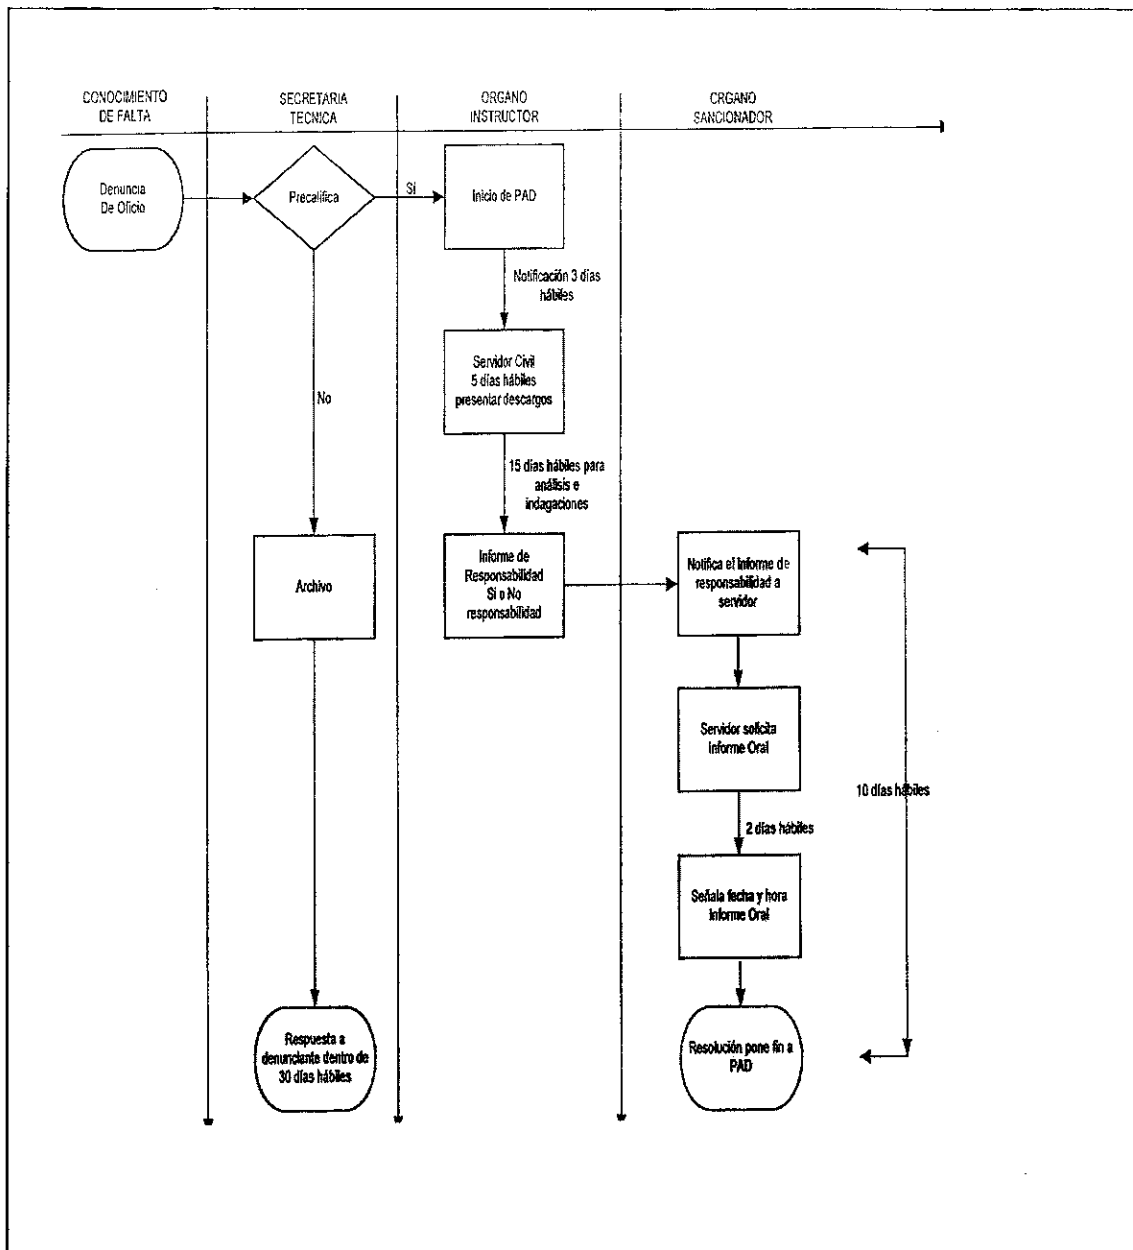 CONOCIMIENTO
DE FALTA
SECRETARIA
TECNICA
ORGANO
INSTRUCTOR
ORGANO
SANCIONADOR
Denuncia
De Oficio
Precalifica
Si
Inicio de PAD
Notificación 3 días
hábiles
Servidor Civil
5 días hábiles
presentar descargos
No
15 días hábiles para
análisis e
indagaciones
Archivo
Informe de
Responsabilidad
Si o No
responsabilidad
Notifica el informe de
responsabilidad a
servidor
Servidor solicita
Informe Oral
10 días hábiles
2 días hábiles
Señala fecha y hora
Informe Oral
Respuesta a
denunciante dentro de
30 días hábiles
Resolución pone fin a
PAD